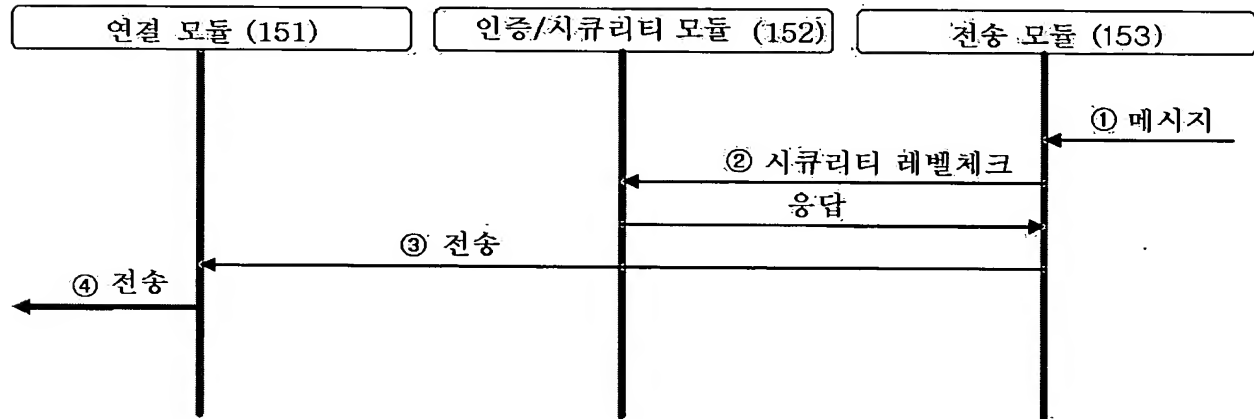 연결 모듈 (151)
인증/시큐리티 모듈 (152)
전송 모듈 (153)
① 메시지
② 시큐리티 레벨체크
응답
③ 전송
④ 전송